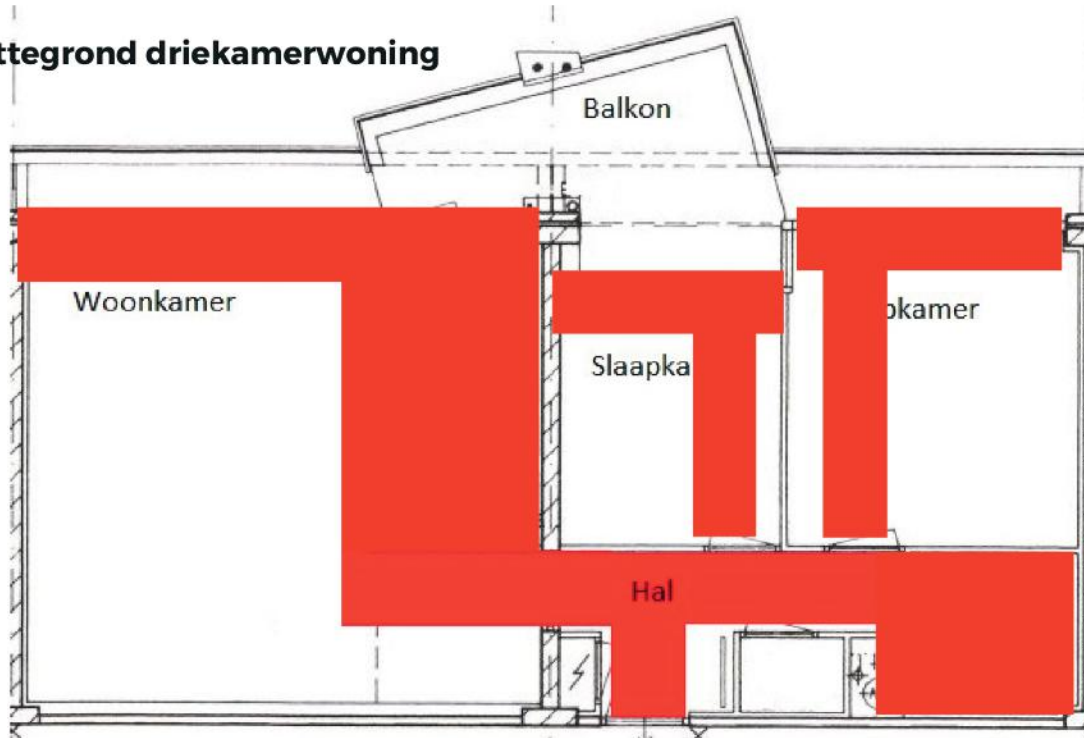 ttegrond driekamerwoning
Balkon
Woonkamer
okamer
Slaapka
Hal